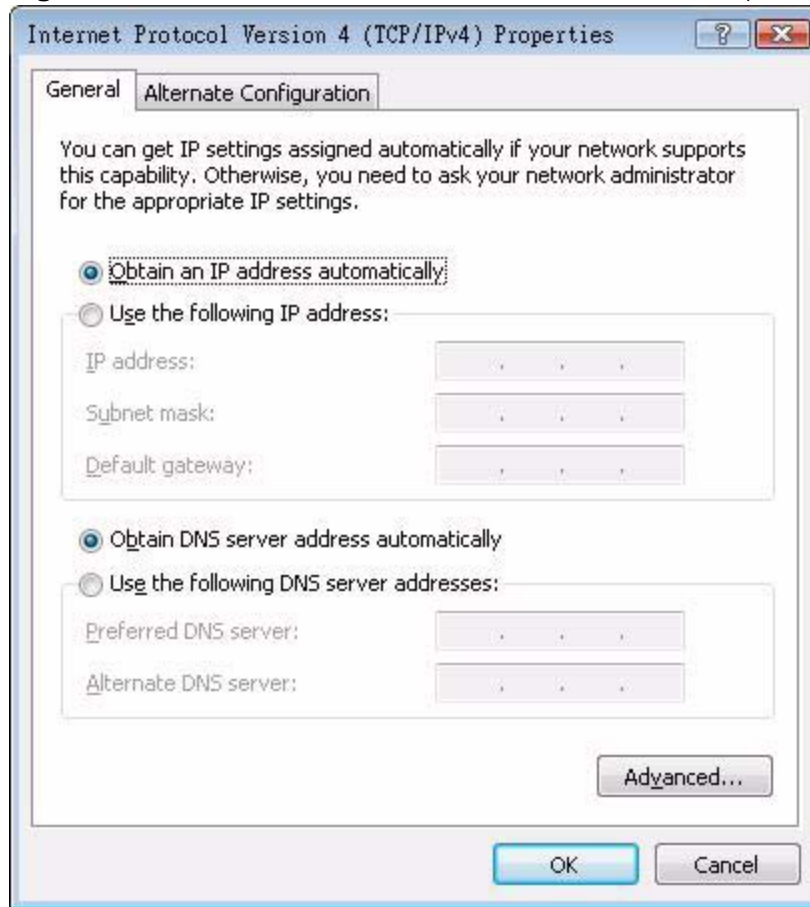 Internet Protocol Version 4 (TCP/IPv4) Properties
General
Alternate Configuration
You can get IP settings assigned automatically if your network supports
this capability. Otherwise, you need to ask your network administrator
for the appropriate IP settings.
Obtain an IP address automatically
Use the following IP address:
IP address:
Subnet mask:
Default gateway:
Obtain DNS server address automatically
Use the following DNS server addresses:
Preferred DNS server:
Alternate DNS server:
Advanced...
OK
Cancel